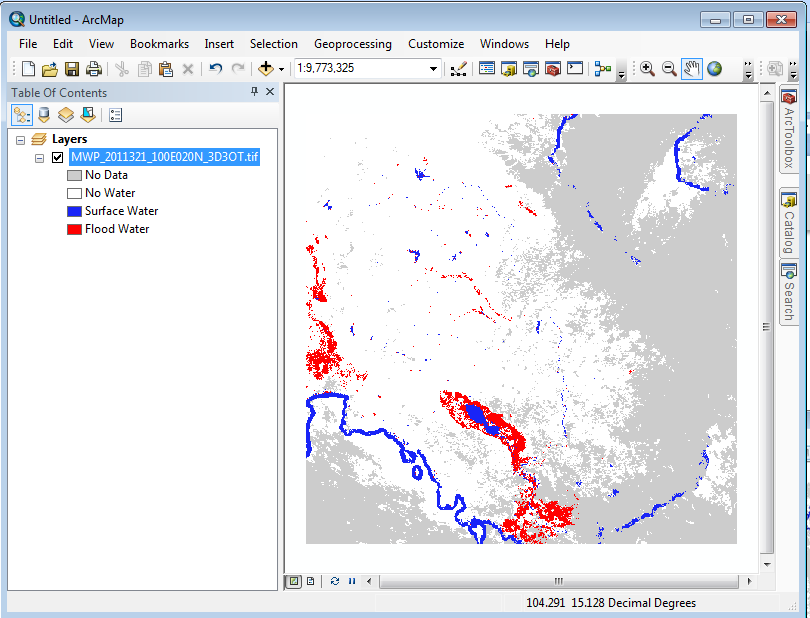 Untitled - ArcMap
File Edit View Bookmarks Insert Selection Geoprocessing Customize Windows Help
1:9,773,325
Table Of Contents
Layers
MWP_2011321_100E020N_3D3OT.tif
No Data
No Water
Surface Water
Flood Water
ArcToolbox
Catalog
Search
104.291 15.128 Decimal Degrees